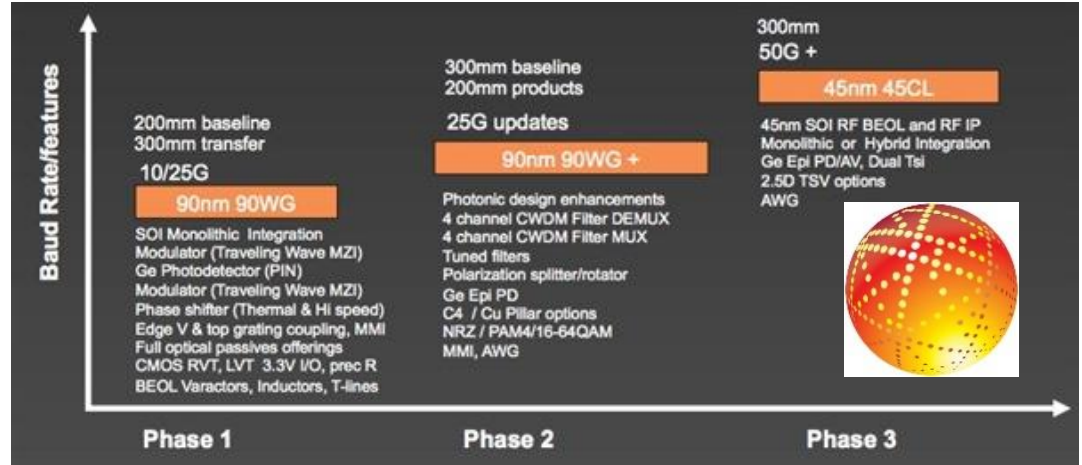 Baud Rate/features
200mm baseline
300mm transfer
10/25G
90nm 90WG
SOI Monolithic Integration
Modulator (Traveling Wave MZI)
Ge Photodetector (PIN)
Modulator (Traveling Wave MZI)
Phase shifter (Thermal & Hi speed)
Edge V & top grating coupling, MMI
Full optical passives offerings
CMOS RVT, LVT 3.3V I/O, prec R
BEOL Varactors, Inductors, T-lines
Phase 1
300mm baseline
200mm products
25G updates
90nm 90WG +
Photonic design enhancements
4 channel CWDM Filter DEMUX
4 channel CWDM Filter MUX
Tuned filters
Polarization splitter/rotator
Ge Epi PD
C4 / Cu Pillar options
NRZ / PAM4/16-64QAM
MMI, AWG
Phase 2
300mm
50G +
45nm 45CL
45nm SOI RF BEOL and RF IP
Monolithic or Hybrid Integration
Ge Epi PD/AV, Dual Tsi
2.5D TSV options
AWG
Phase 3